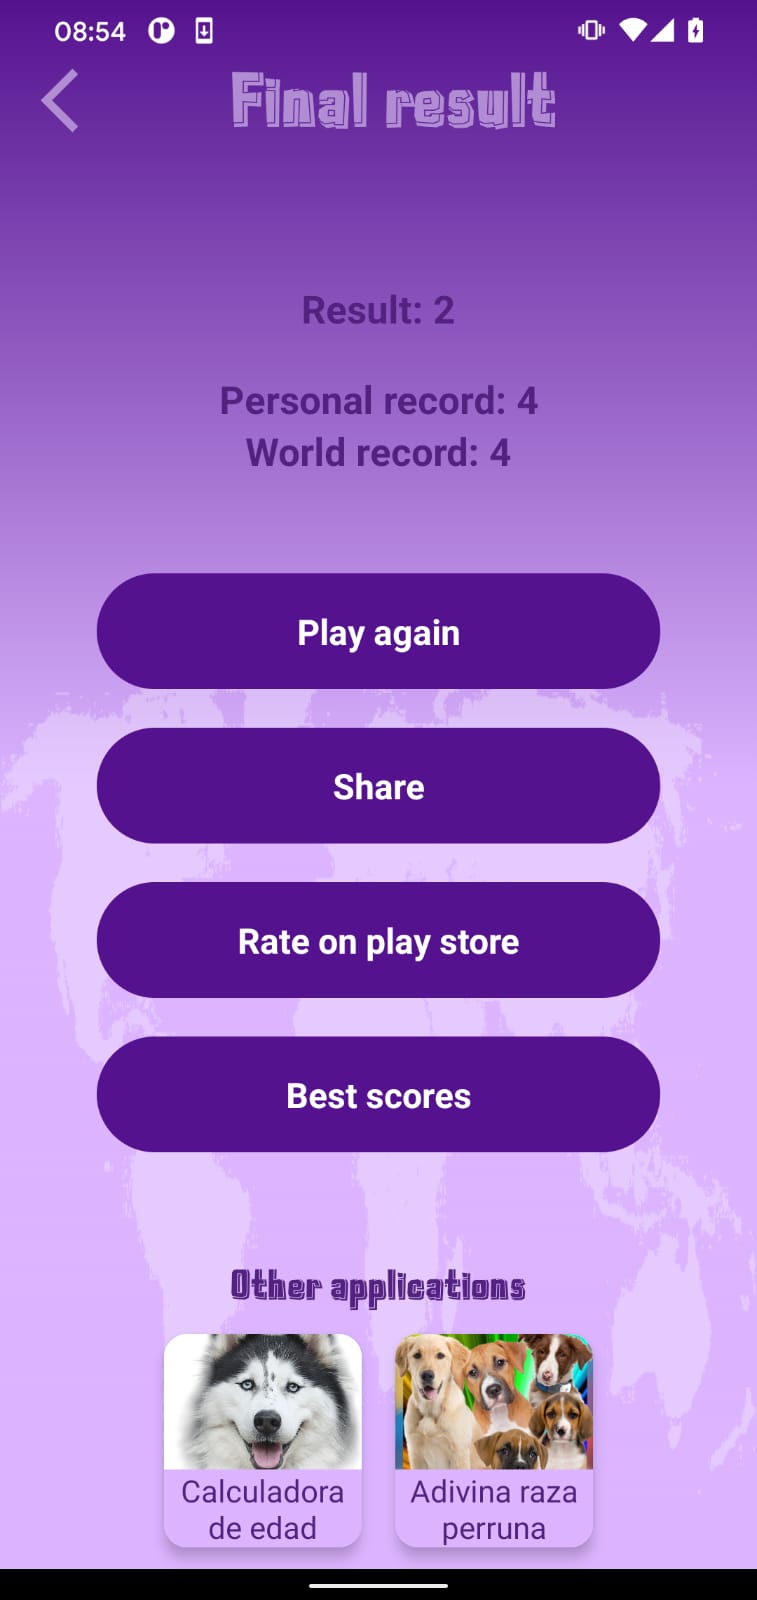 08:54
Final result
Result: 2
Personal record: 4
World record: 4
Play again
Share
Rate on play store
Best scores
Other applications
Calculadora
de edad
Adivina raza
perruna